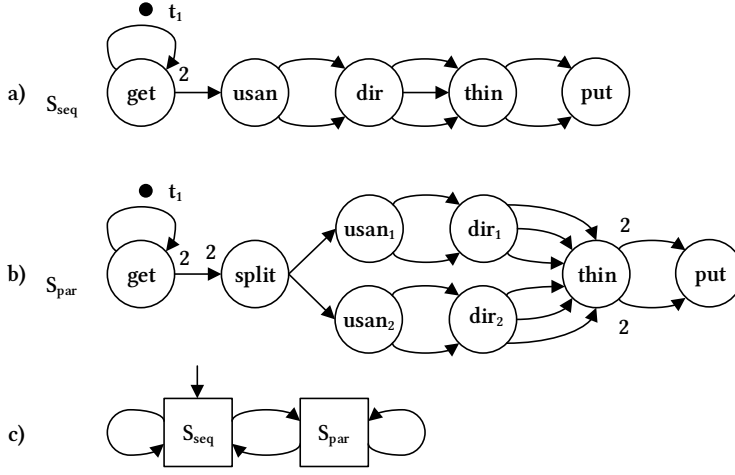 t₁
2
get usan dir thin put
a) S_seq
t₁
usan₁ dir₁
2
2 2
get split thin put
b) S_par
usan₂ dir₂
2
c) S_seq S_par